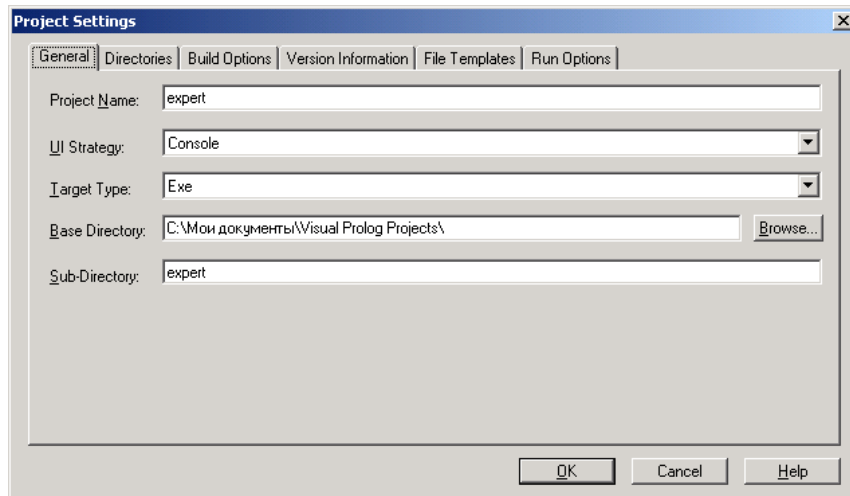 Project Settings
General Directories Build Options Version Information File Templates Run Options
Project Name: expert
UI Strategy: Console
Target Type: Exe
Base Directory: C:\Мои документы\Visual Prolog Projects\ Browse...
Sub-Directory: expert
OK Cancel Help